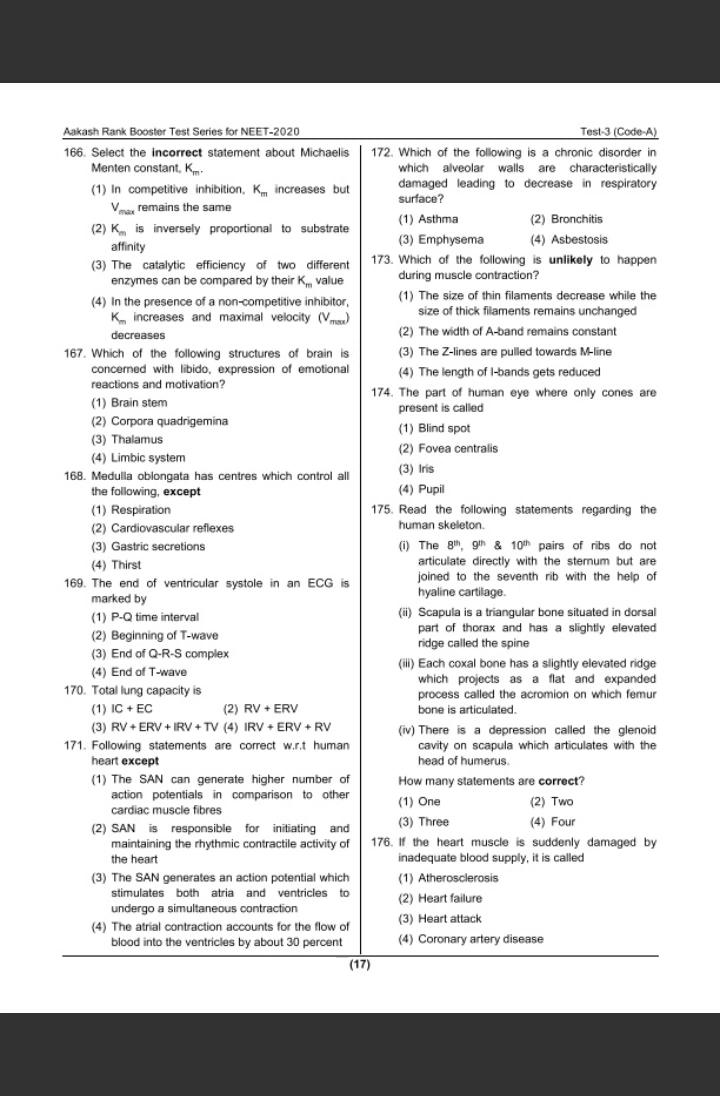 Aakash Rank Booster Test Series for NEET-2020 Test-3 (Code-A)
166. Select the incorrect statement about Michaelis
Menten constant, Km.
(1) In competitive inhibition, Km increases but
Vmax remains the same
(2) Km is inversely proportional to substrate
affinity
(3) The catalytic efficiency of two different
enzymes can be compared by their Km value
(4) In the presence of a non-competitive inhibitor,
Km increases and maximal velocity (Vmax)
decreases
167. Which of the following structures of brain is
concerned with libido, expression of emotional
reactions and motivation?
(1) Brain stem
(2) Corpora quadrigemina
(3) Thalamus
(4) Limbic system
168. Medulla oblongata has centres which control all
the following, except
(1) Respiration
(2) Cardiovascular reflexes
(3) Gastric secretions
(4) Thirst
169. The end of ventricular systole in an ECG is
marked by
(1) P-Q time interval
(2) Beginning of T-wave
(3) End of Q-R-S complex
(4) End of T-wave
170. Total lung capacity is
(1) IC + EC (2) RV + ERV
(3) RV + ERV + IRV + TV (4) IRV + ERV + RV
171. Following statements are correct w.r.t human
heart except
(1) The SAN can generate higher number of
action potentials in comparison to other
cardiac muscle fibres
(2) SAN is responsible for initiating and
maintaining the rhythmic contractile activity of
the heart
(3) The SAN generates an action potential which
stimulates both atria and ventricles to
undergo a simultaneous contraction
(4) The atrial contraction accounts for the flow of
blood into the ventricles by about 30 percent
172. Which of the following is a chronic disorder in
which alveolar walls are characteristically
damaged leading to decrease in respiratory
surface?
(1) Asthma (2) Bronchitis
(3) Emphysema (4) Asbestosis
173. Which of the following is unlikely to happen
during muscle contraction?
(1) The size of thin filaments decrease while the
size of thick filaments remains unchanged
(2) The width of A-band remains constant
(3) The Z-lines are pulled towards M-line
(4) The length of I-bands gets reduced
174. The part of human eye where only cones are
present is called
(1) Blind spot
(2) Fovea centralis
(3) Iris
(4) Pupil
175. Read the following statements regarding the
human skeleton.
(i) The 8th, 9th & 10th pairs of ribs do not
articulate directly with the sternum but are
joined to the seventh rib with the help of
hyaline cartilage.
(ii) Scapula is a triangular bone situated in dorsal
part of thorax and has a slightly elevated
ridge called the spine
(iii) Each coxal bone has a slightly elevated ridge
which projects as a flat and expanded
process called the acromion on which femur
bone is articulated.
(iv) There is a depression called the glenoid
cavity on scapula which articulates with the
head of humerus.
How many statements are correct?
(1) One (2) Two
(3) Three (4) Four
176. If the heart muscle is suddenly damaged by
inadequate blood supply, it is called
(1) Atherosclerosis
(2) Heart failure
(3) Heart attack
(4) Coronary artery disease
(17)